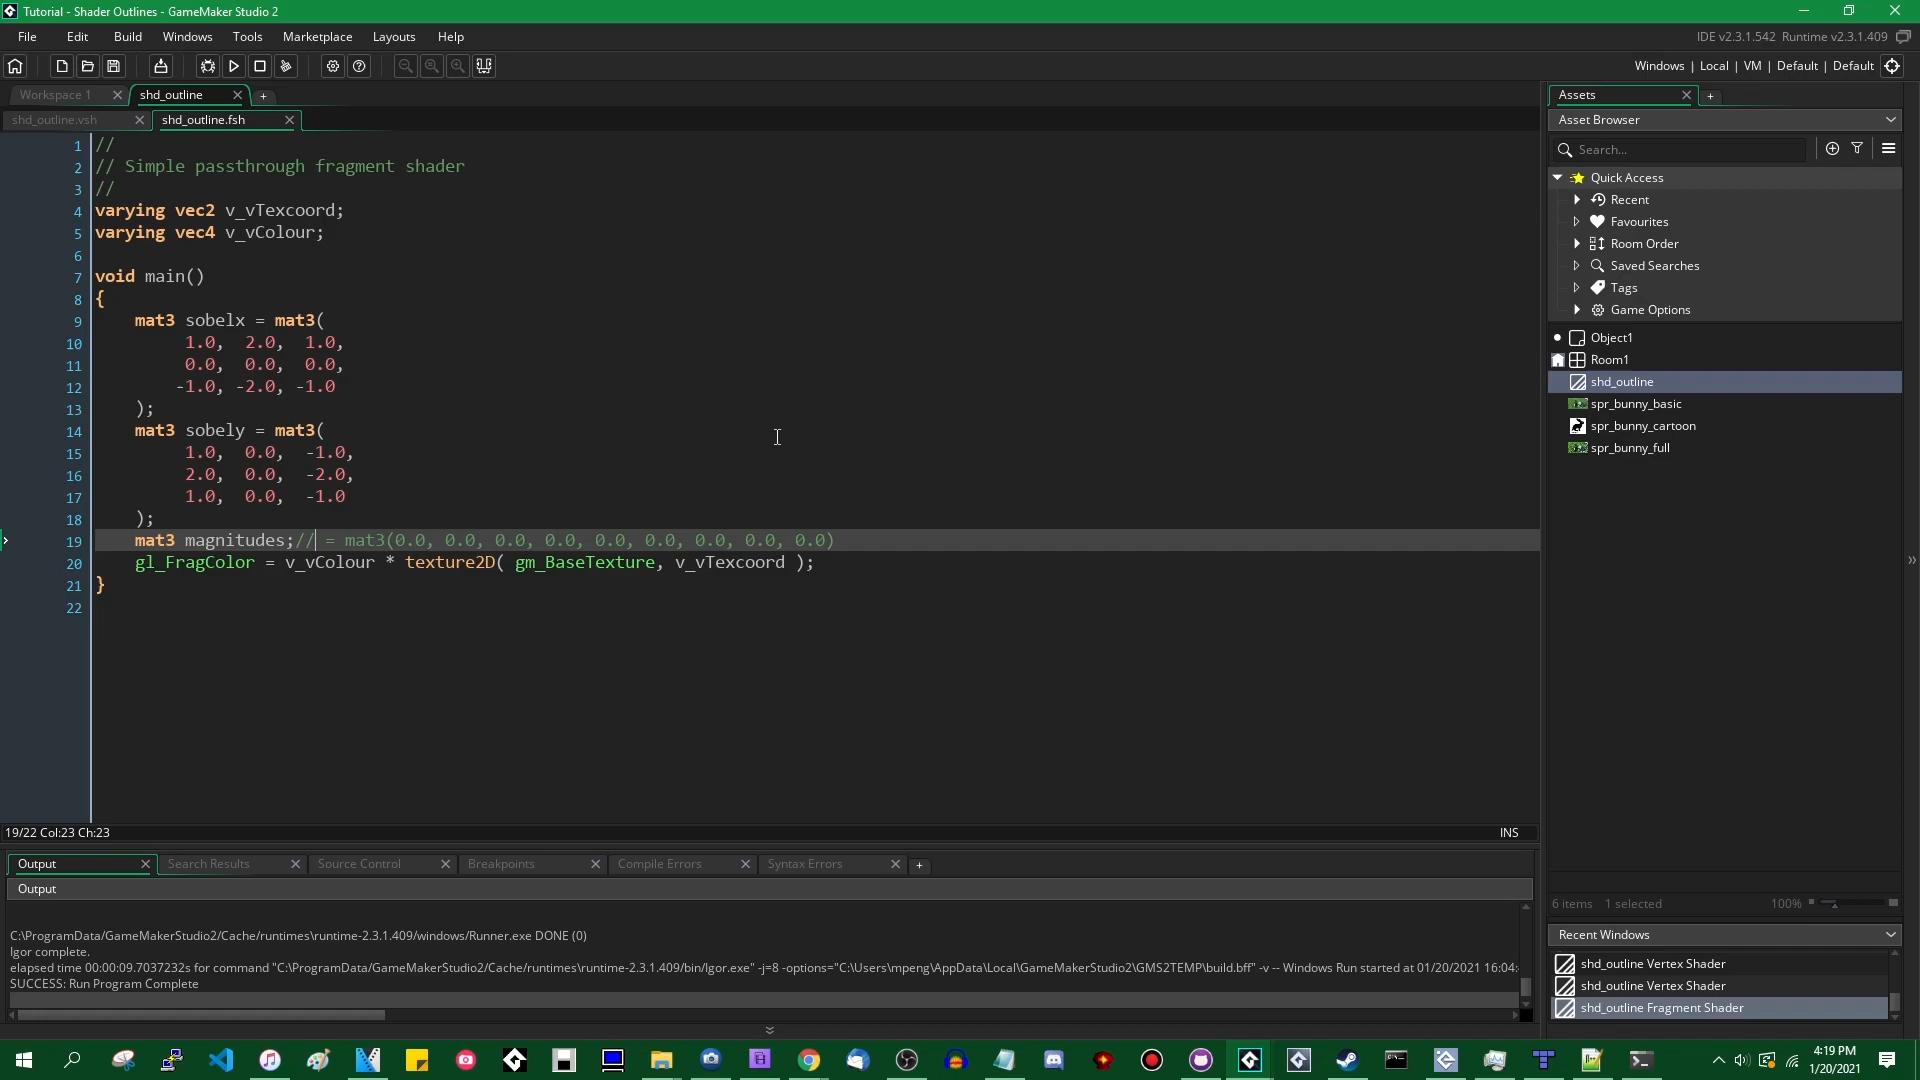 Tutorial - Shader Outlines - GameMaker Studio 2
File Edit Build Windows Tools Marketplace Layouts Help
IDE v2.3.1.542 Runtime v2.3.1.409
Windows | Local | VM | Default | Default
Workspace 1
shd_outline
shd_outline.vsh
shd_outline.fsh
1 //
2 // Simple passthrough fragment shader
3 //
4 varying vec2 v_vTexcoord;
5 varying vec4 v_vColour;
6
7 void main()
8 {
9 mat3 sobelx = mat3(
10 1.0, 2.0, 1.0,
11 0.0, 0.0, 0.0,
12 -1.0, -2.0, -1.0
13 );
14 mat3 sobely = mat3(
15 1.0, 0.0, -1.0,
16 2.0, 0.0, -2.0,
17 1.0, 0.0, -1.0
18 );
19 mat3 magnitudes;// = mat3(0.0, 0.0, 0.0, 0.0, 0.0, 0.0, 0.0, 0.0, 0.0)
20 gl_FragColor = v_vColour * texture2D( gm_BaseTexture, v_vTexcoord );
21 }
22
19/22 Col:23 Ch:23
INS
Output
Search Results
Source Control
Breakpoints
Compile Errors
Syntax Errors
Output
C:\ProgramData/GameMakerStudio2/Cache/runtimes\runtime-2.3.1.409/windows/Runner.exe DONE (0)
Igor complete.
elapsed time 00:00:09.7037232s for command "C:\ProgramData/GameMakerStudio2/Cache/runtimes\runtime-2.3.1.409/bin/Igor.exe" -j=8 -options="C:\Users\mpeng\AppData\Local\GameMakerStudio2\GMS2TEMP\build.bff" -v -- Windows Run started at 01/20/2021 16:04:
SUCCESS: Run Program Complete
Assets
Asset Browser
Search...
Quick Access
Recent
Favourites
Room Order
Saved Searches
Tags
Game Options
Object1
Room1
shd_outline
spr_bunny_basic
spr_bunny_cartoon
spr_bunny_full
6 items 1 selected
100%
Recent Windows
shd_outline Vertex Shader
shd_outline Vertex Shader
shd_outline Fragment Shader
4:19 PM
1/20/2021